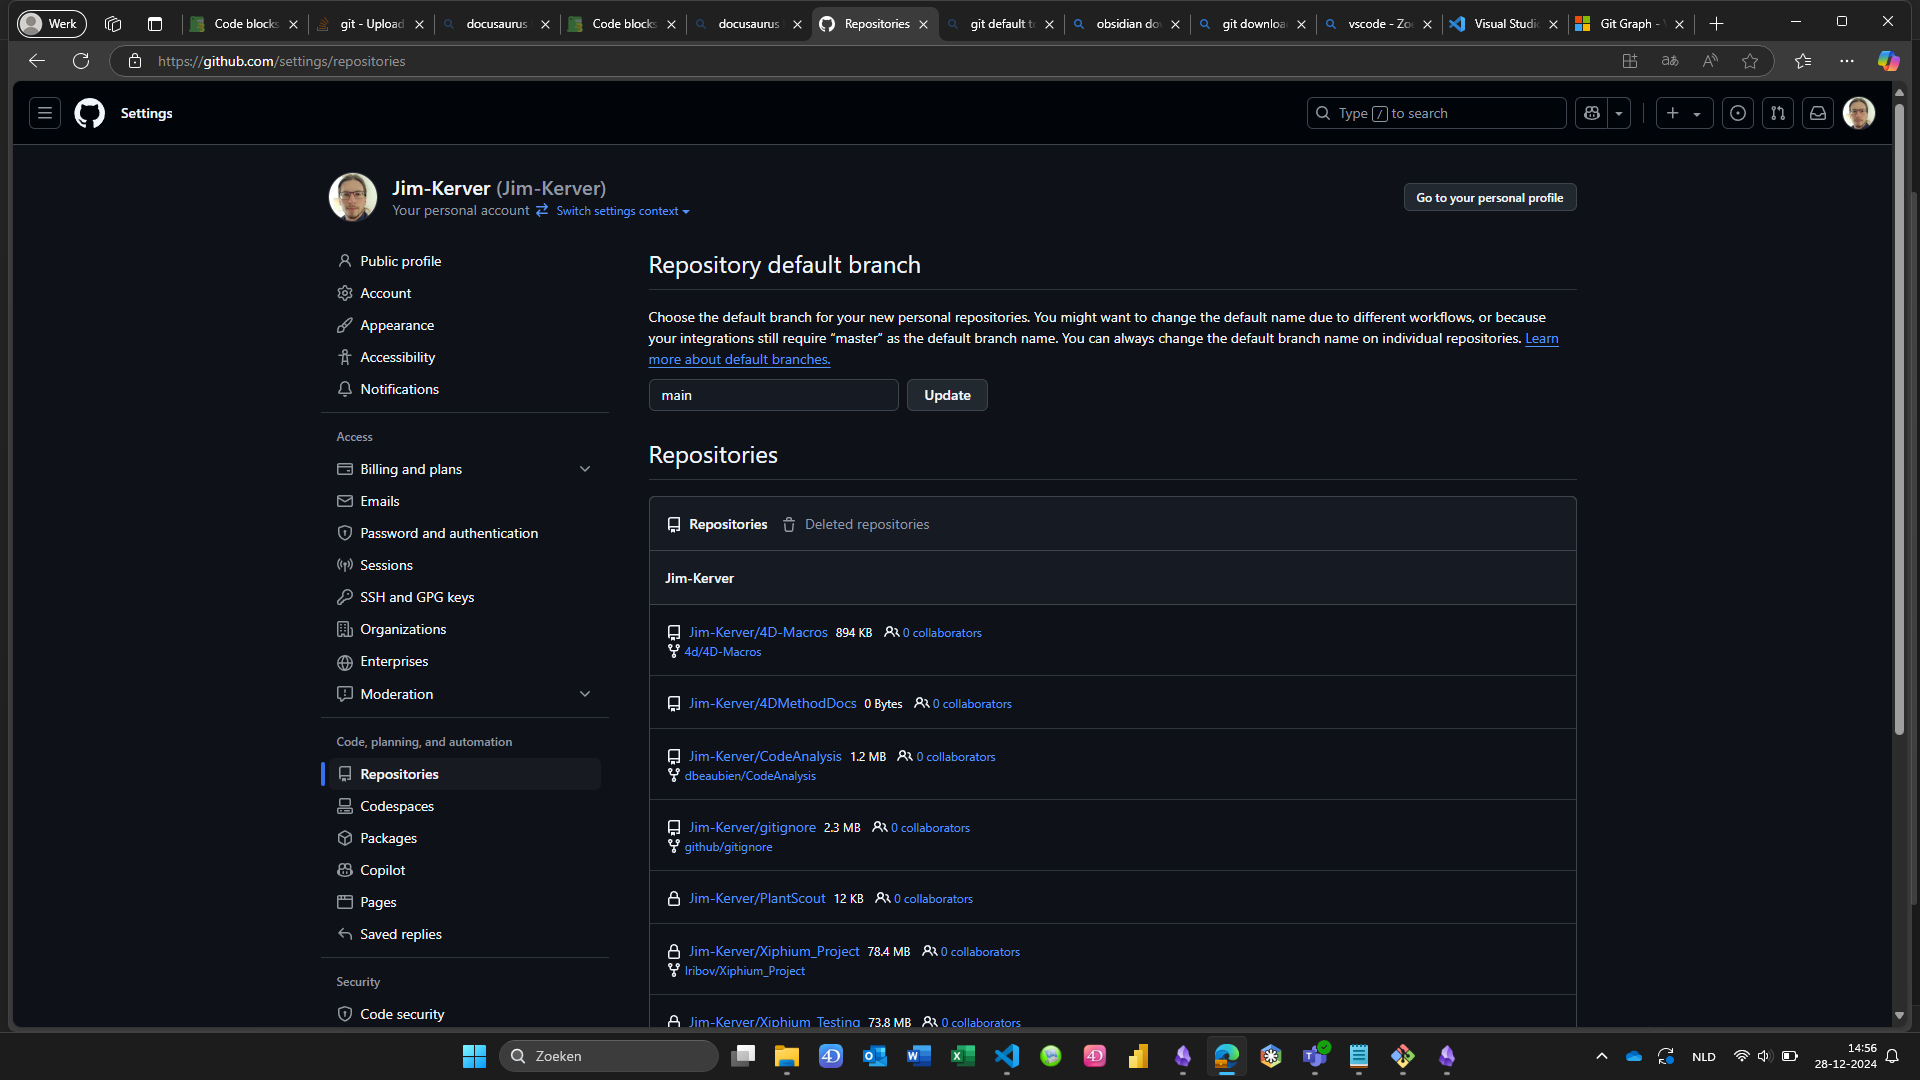 Werk
Code blocks
git - Upload
docusaurus
Code blocks
docusaurus
Repositories
git default t
obsidian do
git downloa
vscode - Zo
Visual Studi
Git Graph -
https://github.com/settings/repositories
Settings
Type / to search
Jim-Kerver (Jim-Kerver)
Your personal account
Switch settings context
Go to your personal profile
Public profile
Account
Appearance
Accessibility
Notifications
Access
Billing and plans
Emails
Password and authentication
Sessions
SSH and GPG keys
Organizations
Enterprises
Moderation
Code, planning, and automation
Repositories
Codespaces
Packages
Copilot
Pages
Saved replies
Security
Code security
Repository default branch
Choose the default branch for your new personal repositories. You might want to change the default name due to different workflows, or because
your integrations still require “master” as the default branch name. You can always change the default branch name on individual repositories. Learn
more about default branches.
main
Update
Repositories
Repositories
Deleted repositories
Jim-Kerver
Jim-Kerver/4D-Macros 894 KB 0 collaborators
4d/4D-Macros
Jim-Kerver/4DMethodDocs 0 Bytes 0 collaborators
Jim-Kerver/CodeAnalysis 1.2 MB 0 collaborators
dbeaubien/CodeAnalysis
Jim-Kerver/gitignore 2.3 MB 0 collaborators
github/gitignore
Jim-Kerver/PlantScout 12 KB 0 collaborators
Jim-Kerver/Xiphium_Project 78.4 MB 0 collaborators
Iribov/Xiphium_Project
Jim-Kerver/Xiphium_Testing 73.8 MB 0 collaborators
Zoeken
NLD
14:56
28-12-2024